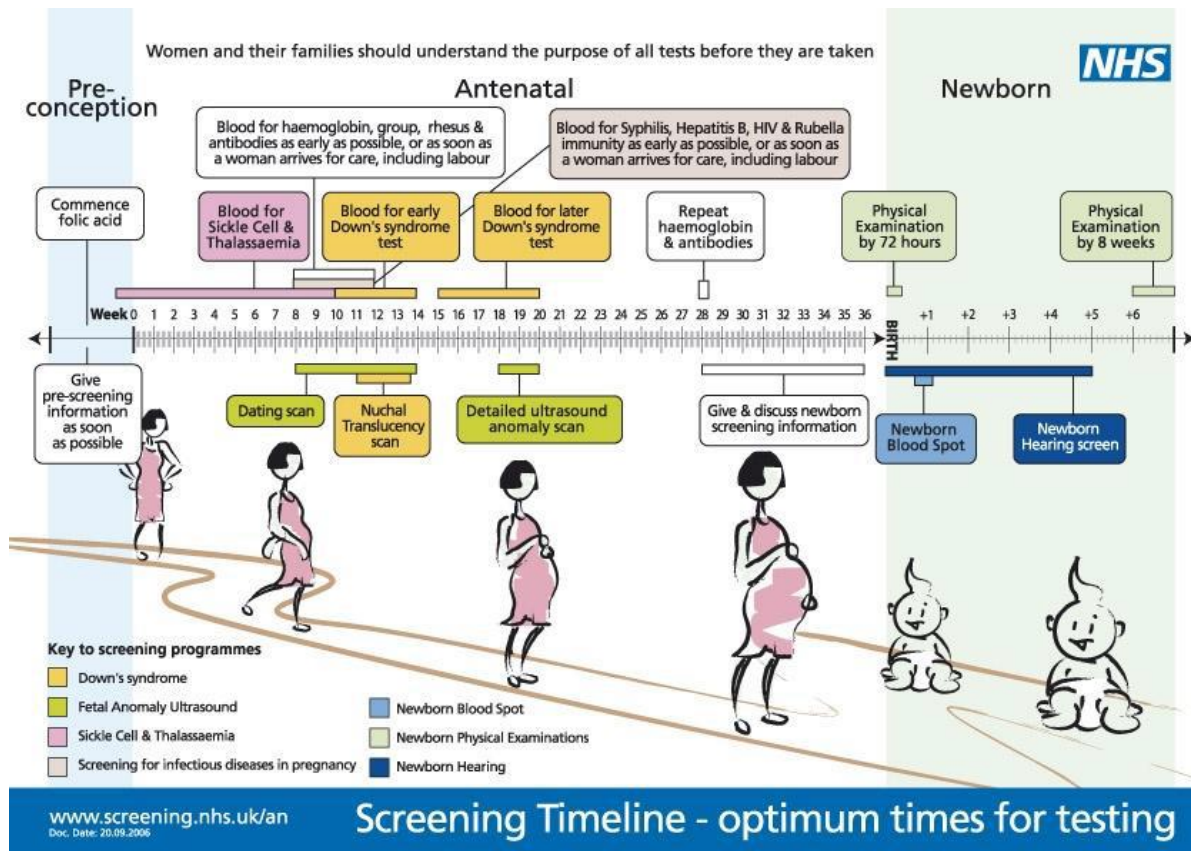 Women and their families should understand the purpose of all tests before they are taken
NHS
Pre-
conception
Antenatal
Newborn
Blood for haemoglobin, group, rhesus &
antibodies as early as possible, or as soon as
a woman arrives for care, including labour
Blood for Syphilis, Hepatitis B, HIV & Rubella
immunity as early as possible, or as soon as
a woman arrives for care, including labour
Commence
folic acid
Blood for
Sickle Cell &
Thalassaemia
Blood for early
Down's syndrome
test
Blood for later
Down's syndrome
test
Repeat
haemoglobin
& antibodies
Physical
Examination
by 72 hours
Physical
Examination
by 8 weeks
Week 0 1 2 3 4 5 6 7 8 9 10 11 12 13 14 15 16 17 18 19 20 21 22 23 24 25 26 27 28 29 30 31 32 33 34 35 36 BIRTH +1 +2 +3 +4 +5 +6
Give
pre-screening
information
as soon
as possible
Dating scan
Nuchal
Translucency
scan
Detailed ultrasound
anomaly scan
Give & discuss newborn
screening information
Newborn
Blood Spot
Newborn
Hearing screen
Key to screening programmes
Down's syndrome
Fetal Anomaly Ultrasound
Sickle Cell & Thalassaemia
Screening for infectious diseases in pregnancy
Newborn Blood Spot
Newborn Physical Examinations
Newborn Hearing
www.screening.nhs.uk/an
Doc. Date: 20.09.2006
Screening Timeline - optimum times for testing